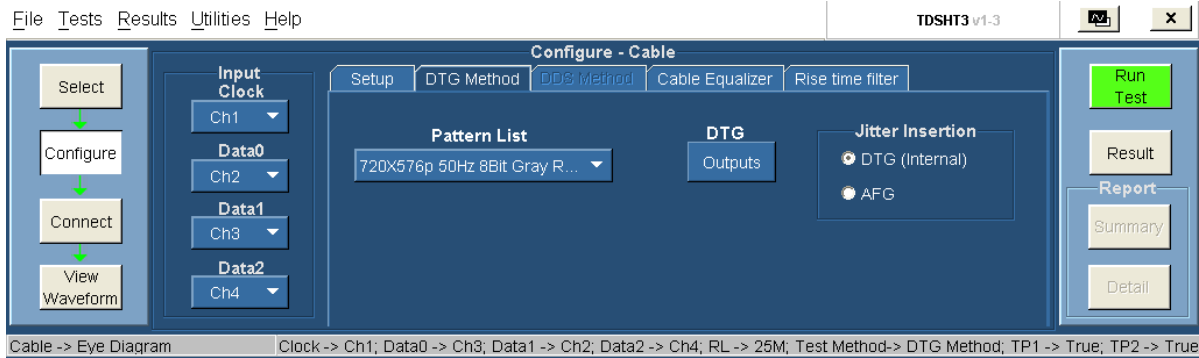 File Tests Results Utilities Help
TDSHT3 v1-3
x
Configure - Cable
Select
Configure
Connect
View
Waveform
Input
Clock
Ch1
Data0
Ch2
Data1
Ch3
Data2
Ch4
Setup DTG Method DDS Method Cable Equalizer Rise time filter
Pattern List
720X576p 50Hz 8Bit Gray R...
DTG
Outputs
Jitter Insertion
DTG (Internal)
AFG
Run
Test
Result
Report
Summary
Detail
Cable -> Eye Diagram
Clock -> Ch1; Data0 -> Ch3; Data1 -> Ch2; Data2 -> Ch4; RL -> 25M; Test Method-> DTG Method; TP1 -> True; TP2 -> True